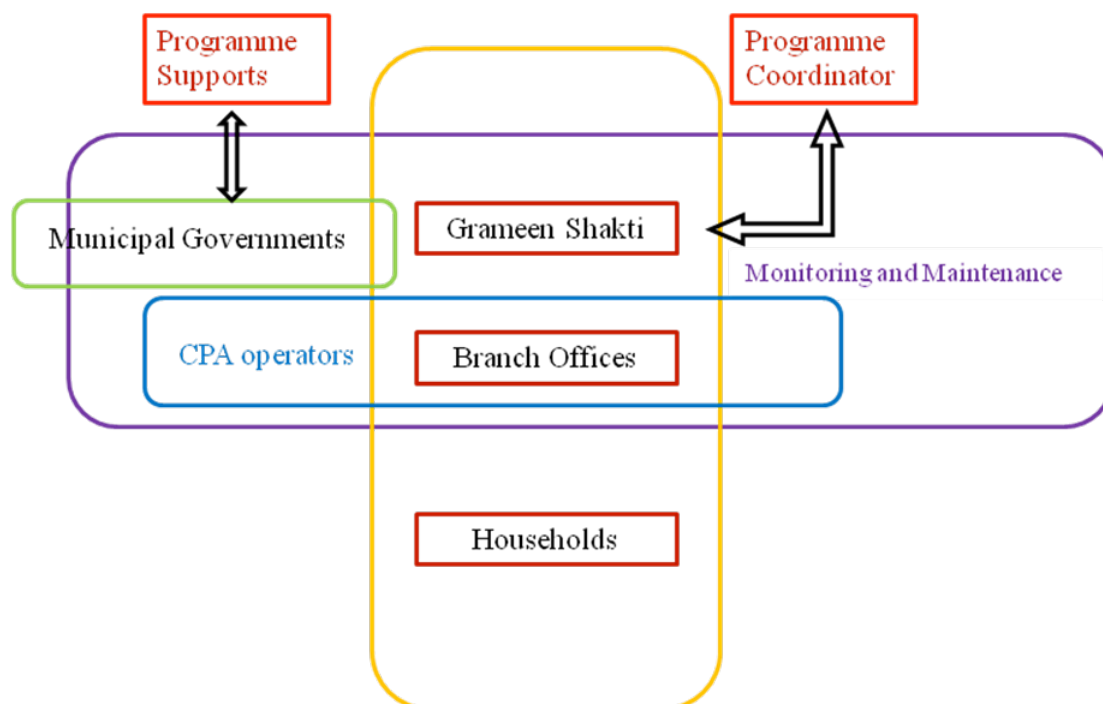 Programme
Supports
Programme
Coordinator
Municipal Governments
Grameen Shakti
Monitoring and Maintenance
CPA operators
Branch Offices
Households